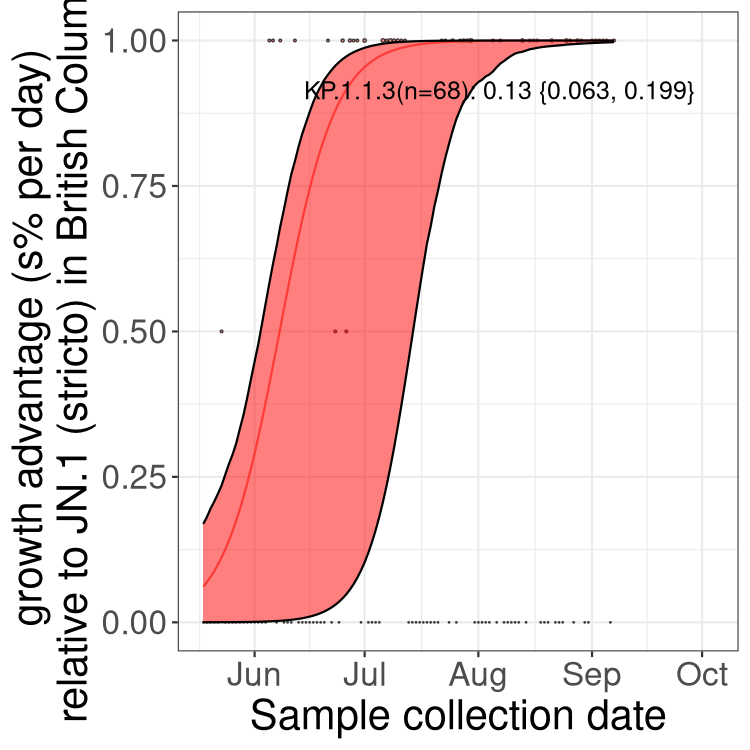 growth advantage (s% per day)
relative to JN.1 (stricto) in British Colum
1.00
0.75
0.50
0.25
0.00
KP.1.1.3(n=68): 0.13 {0.063, 0.199}
Jun Jul Aug Sep Oct
Sample collection date